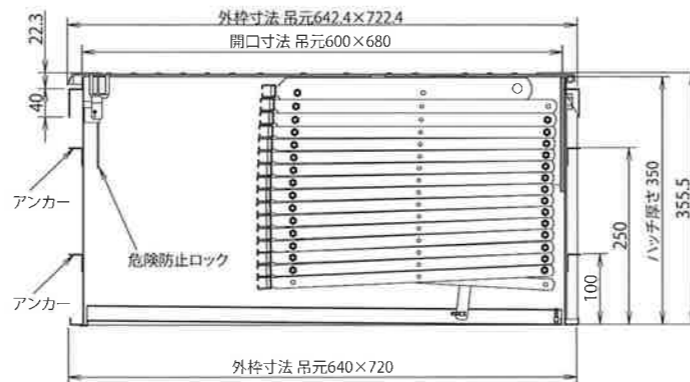 外枠寸法 吊元642.4×722.4
開口寸法 吊元600×680
22.3
40
アンカー
危険防止ロック
アンカー
100
250
ハッチ厚さ 350
355.5
外枠寸法 吊元640×720